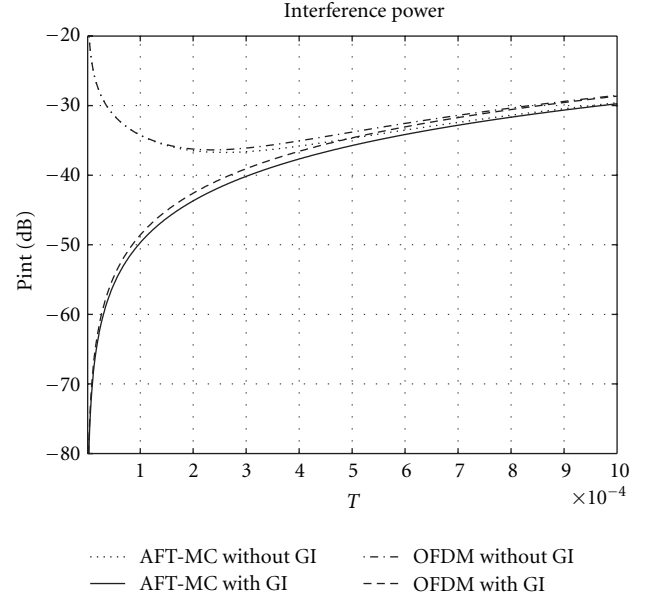 Interference power
−20
−30
−40
−50
−60
−70
−80
Pint (dB)
1 2 3 4 5 6 7 8 9 10
T
×10−4
AFT-MC without GI
AFT-MC with GI
OFDM without GI
OFDM with GI